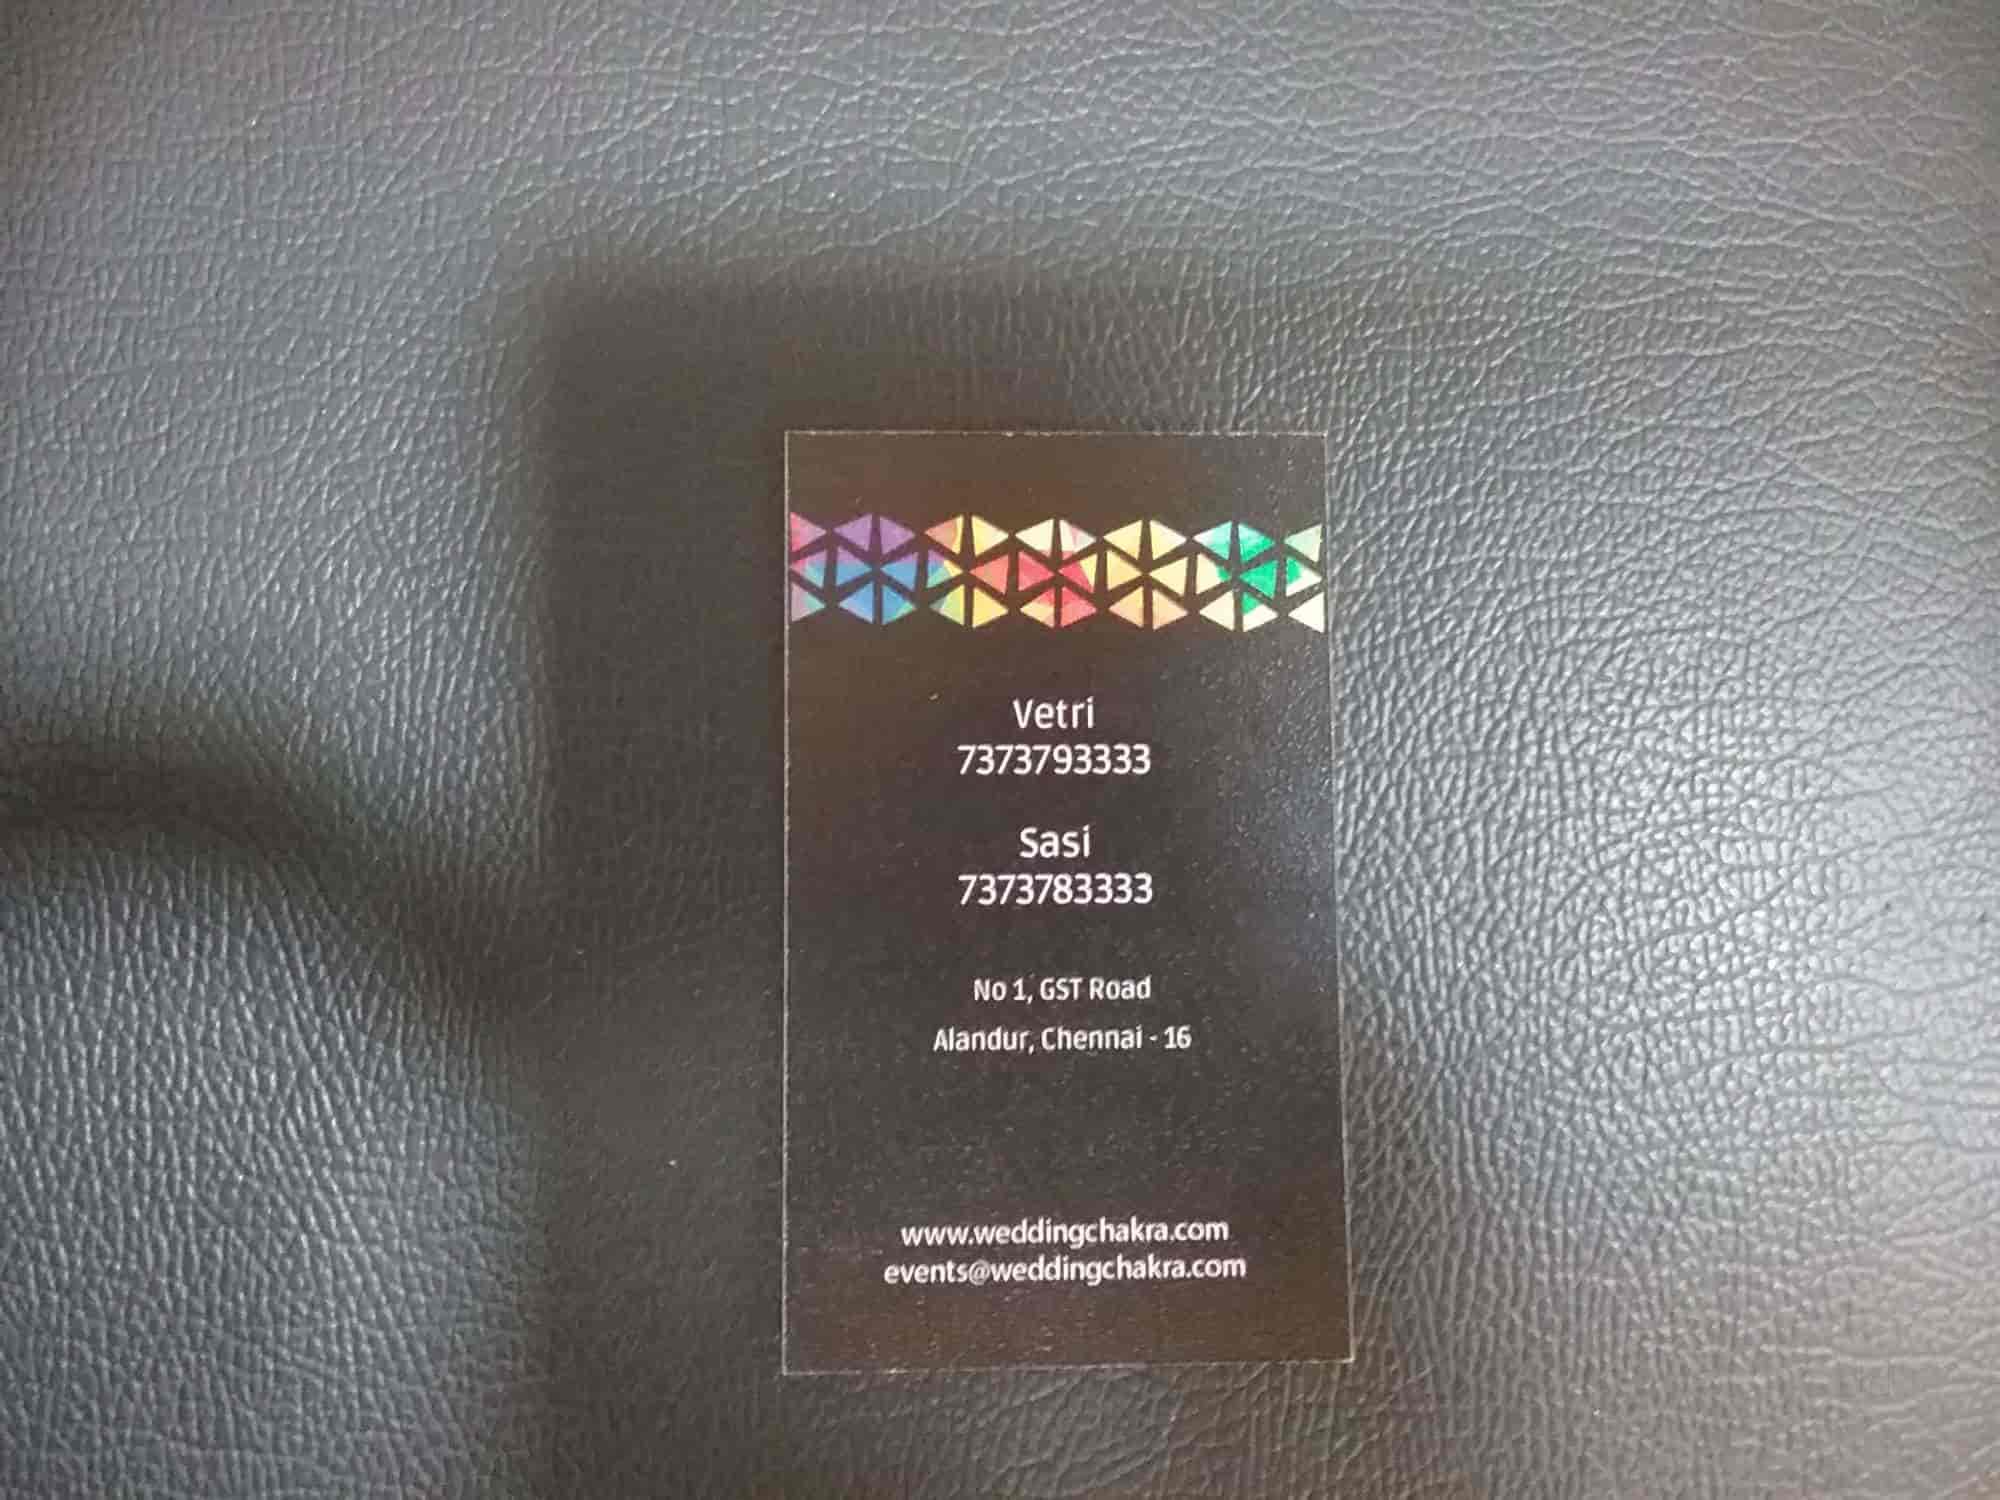 Vetri
7373793333
Sasi
7373783333
No 1, GST Road
Alandur, Chennai - 16
www.weddingchakra.com
events@weddingchakra.com